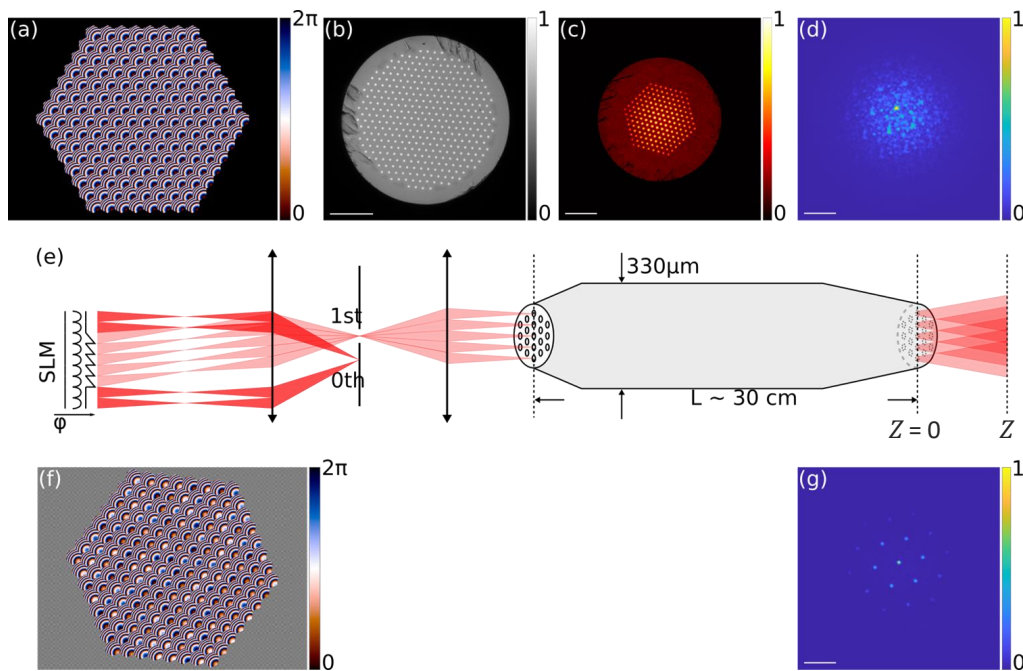 (a)
2π
0
(b)
1
0
(c)
1
0
(d)
1
0
(e)
SLM
φ
1st
0th
330μm
L ~ 30 cm
Z = 0
Z
(f)
2π
0
(g)
1
0